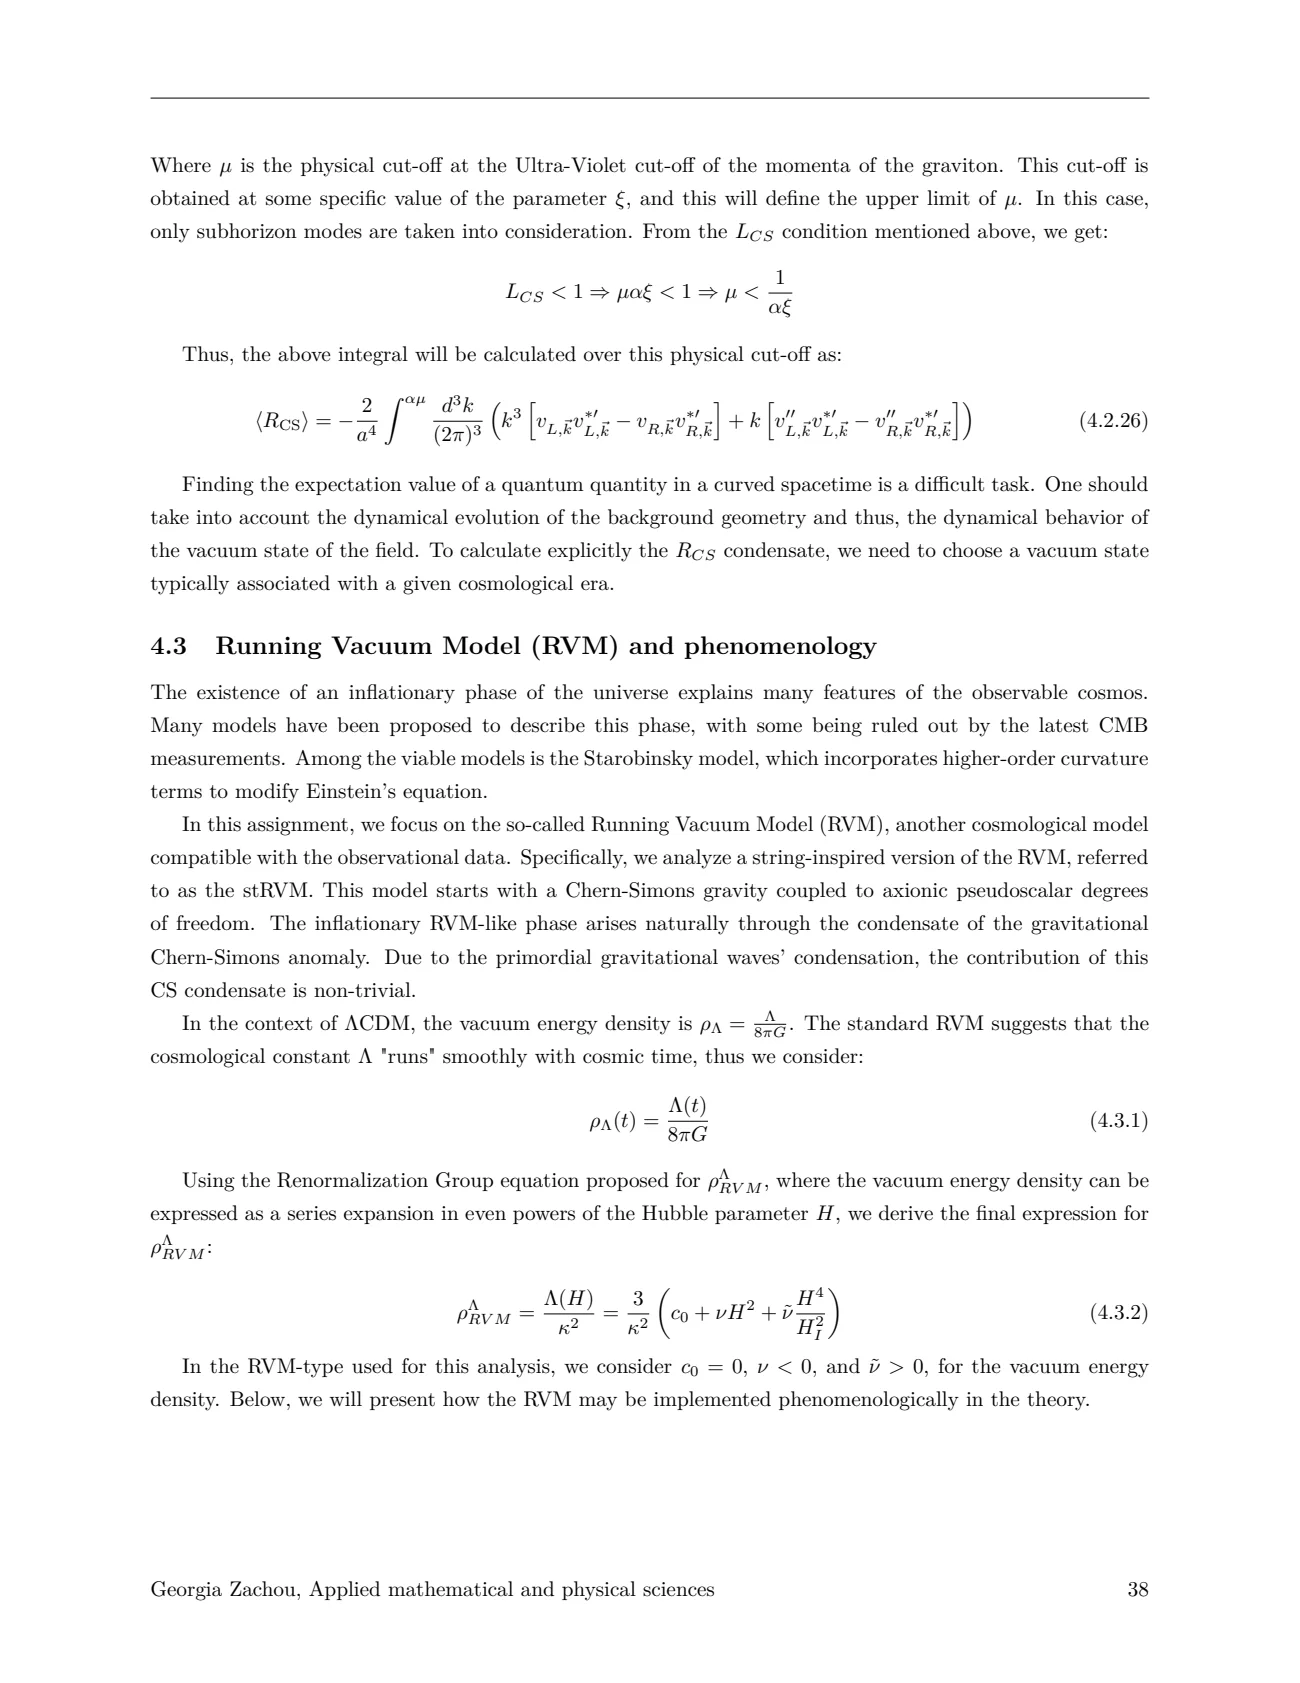 Where μ is the physical cut-off at the Ultra-Violet cut-off of the momenta of the graviton. This cut-off is
obtained at some specific value of the parameter ξ, and this will define the upper limit of μ. In this case,
only subhorizon modes are taken into consideration. From the L_{CS} condition mentioned above, we get:
L_{CS} < 1 ⇒ μαξ < 1 ⇒ μ < \frac{1}{αξ}
Thus, the above integral will be calculated over this physical cut-off as:
⟨R_{CS}⟩ = −\frac{2}{a^4} ∫^{αμ} \frac{d^3k}{(2π)^3} (k^3 [v_{L,\vec{k}} v^{*′}_{L,\vec{k}} − v_{R,\vec{k}} v^{*′}_{R,\vec{k}}] + k [v″_{L,\vec{k}} v^{*′}_{L,\vec{k}} − v″_{R,\vec{k}} v^{*′}_{R,\vec{k}}]) (4.2.26)
Finding the expectation value of a quantum quantity in a curved spacetime is a difficult task. One should
take into account the dynamical evolution of the background geometry and thus, the dynamical behavior of
the vacuum state of the field. To calculate explicitly the R_{CS} condensate, we need to choose a vacuum state
typically associated with a given cosmological era.
4.3 Running Vacuum Model (RVM) and phenomenology
The existence of an inflationary phase of the universe explains many features of the observable cosmos.
Many models have been proposed to describe this phase, with some being ruled out by the latest CMB
measurements. Among the viable models is the Starobinsky model, which incorporates higher-order curvature
terms to modify Einstein's equation.
In this assignment, we focus on the so-called Running Vacuum Model (RVM), another cosmological model
compatible with the observational data. Specifically, we analyze a string-inspired version of the RVM, referred
to as the stRVM. This model starts with a Chern-Simons gravity coupled to axionic pseudoscalar degrees
of freedom. The inflationary RVM-like phase arises naturally through the condensate of the gravitational
Chern-Simons anomaly. Due to the primordial gravitational waves' condensation, the contribution of this
CS condensate is non-trivial.
In the context of ΛCDM, the vacuum energy density is ρ_Λ = \frac{Λ}{8πG}. The standard RVM suggests that the
cosmological constant Λ "runs" smoothly with cosmic time, thus we consider:
ρ_Λ(t) = \frac{Λ(t)}{8πG} (4.3.1)
Using the Renormalization Group equation proposed for ρ^Λ_{RVM}, where the vacuum energy density can be
expressed as a series expansion in even powers of the Hubble parameter H, we derive the final expression for
ρ^Λ_{RVM}:
ρ^Λ_{RVM} = \frac{Λ(H)}{κ^2} = \frac{3}{κ^2} (c_0 + νH^2 + \tilde{ν} \frac{H^4}{H_I^2}) (4.3.2)
In the RVM-type used for this analysis, we consider c_0 = 0, ν < 0, and \tilde{ν} > 0, for the vacuum energy
density. Below, we will present how the RVM may be implemented phenomenologically in the theory.
Georgia Zachou, Applied mathematical and physical sciences 38